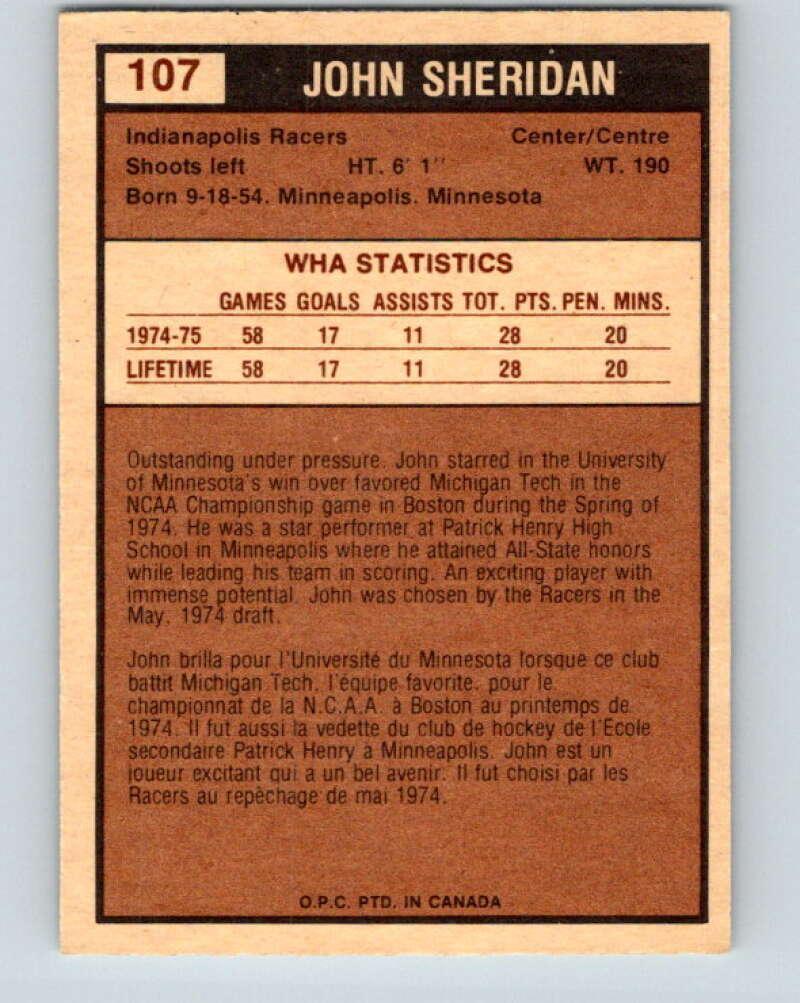 107 JOHN SHERIDAN
Indianapolis Racers Center/Centre
Shoots left HT. 6' 1" WT. 190
Born 9-18-54. Minneapolis. Minnesota
WHA STATISTICS
GAMES GOALS ASSISTS TOT. PTS. PEN. MINS.
1974-75 58 17 11 28 20
LIFETIME 58 17 11 28 20
Outstanding under pressure. John starred in the University
of Minnesota's win over favored Michigan Tech in the
NCAA Championship game in Boston during the Spring of
1974. He was a star performer at Patrick Henry High
School in Minneapolis where he attained All-State honors
while leading his team in scoring. An exciting player with
immense potential. John was chosen by the Racers in the
May, 1974 draft.
John brilla pour l'Université du Minnesota lorsque ce club
battit Michigan Tech, l'équipe favorite, pour le
championnat de la N.C.A.A. à Boston au printemps de
1974. Il fut aussi la vedette du club de hockey de l'Ecole
secondaire Patrick Henry à Minneapolis. John est un
joueur excitant qui a un bel avenir. Il fut choisi par les
Racers au repêchage de mai 1974.
O.P.C. PTD. IN CANADA